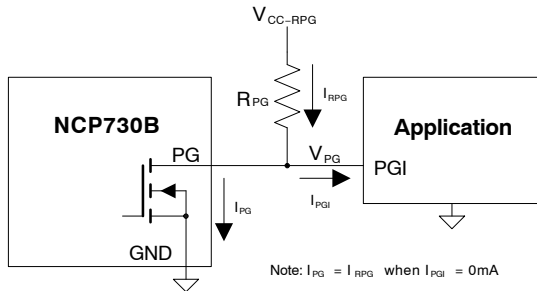 VCC-RPG
RPG
IRPG
NCP730B
Application
PG
VPG
PGI
IPG
IPGI
GND
Note: IPG = IRPG when IPGI = 0mA